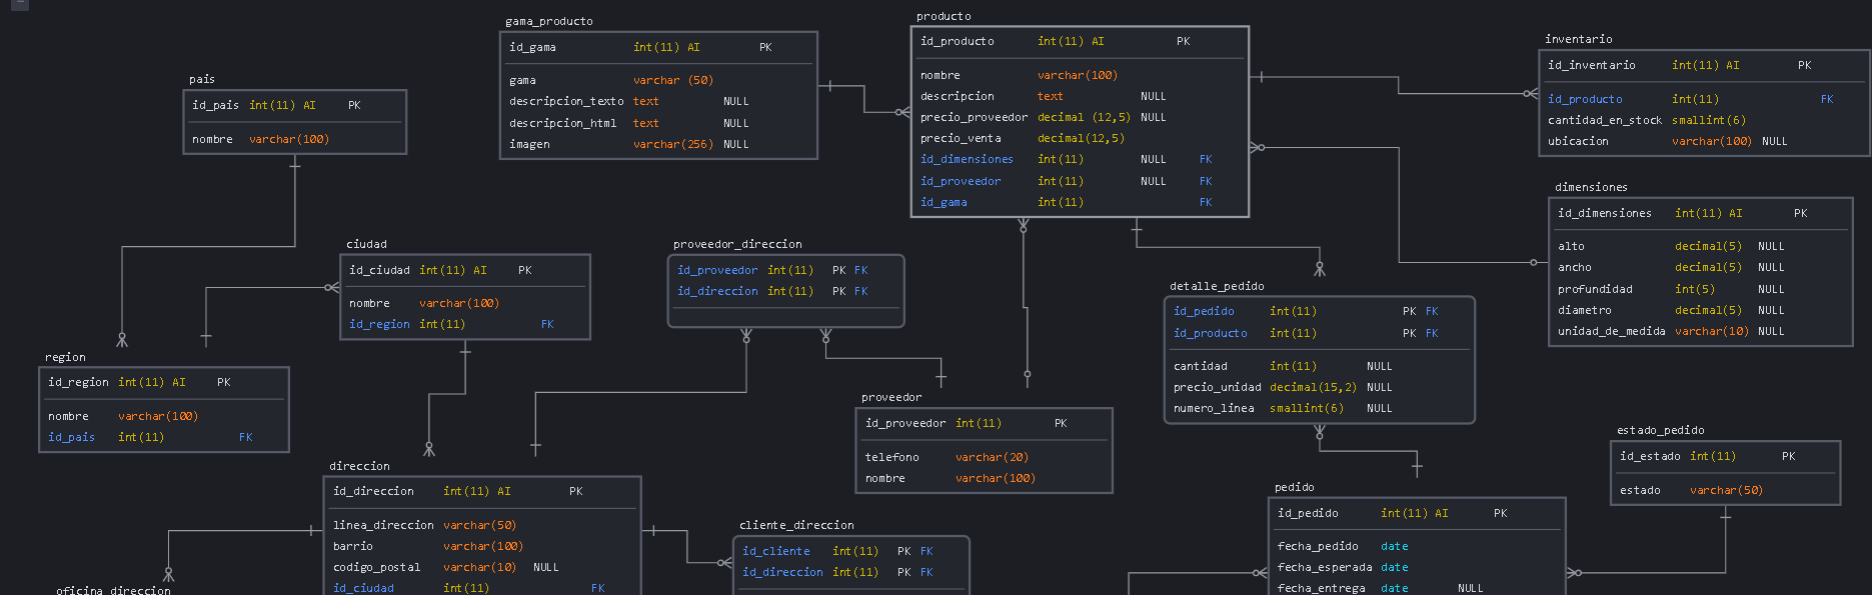 gama_producto
id_gama int(11) AI PK
gama varchar (50)
descripcion_texto text NULL
descripcion_html text NULL
imagen varchar(256) NULL
producto
id_producto int(11) AI PK
nombre varchar(100)
descripcion text NULL
precio_proveedor decimal (12,5) NULL
precio_venta decimal(12,5)
id_dimensiones int(11) NULL FK
id_proveedor int(11) NULL FK
id_gama int(11) FK
inventario
id_inventario int(11) AI PK
id_producto int(11) FK
cantidad_en_stock smallint(6)
ubicacion varchar(100) NULL
pais
id_pais int(11) AI PK
nombre varchar(100)
dimensiones
id_dimensiones int(11) AI PK
alto decimal(5) NULL
ancho decimal(5) NULL
profundidad int(5) NULL
diametro decimal(5) NULL
unidad_de_medida varchar(10) NULL
ciudad
id_ciudad int(11) AI PK
nombre varchar(100)
id_region int(11) FK
proveedor_direccion
id_proveedor int(11) PK FK
id_direccion int(11) PK FK
detalle_pedido
id_pedido int(11) PK FK
id_producto int(11) PK FK
cantidad int(11) NULL
precio_unidad decimal(15,2) NULL
numero_linea smallint(6) NULL
region
id_region int(11) AI PK
nombre varchar(100)
id_pais int(11) FK
proveedor
id_proveedor int(11) PK
telefono varchar(20)
nombre varchar(100)
estado_pedido
id_estado int(11) PK
estado varchar(50)
direccion
id_direccion int(11) AI PK
linea_direccion varchar(50)
barrio varchar(100)
codigo_postal varchar(10) NULL
id_ciudad int(11) FK
cliente_direccion
id_cliente int(11) PK FK
id_direccion int(11) PK FK
pedido
id_pedido int(11) AI PK
fecha_pedido date
fecha_esperada date
fecha_entrega date NULL
oficina_direccion